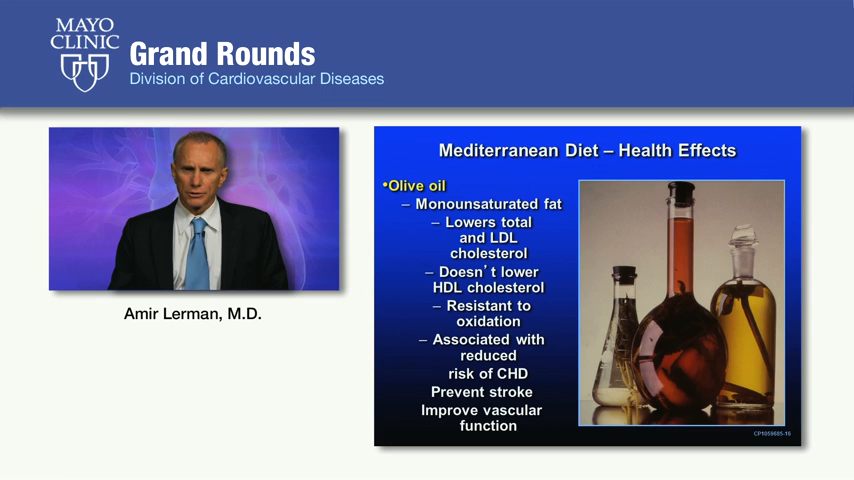 MAYO
CLINIC
Grand Rounds
Division of Cardiovascular Diseases
Amir Lerman, M.D.
Mediterranean Diet – Health Effects
•Olive oil
– Monounsaturated fat
– Lowers total
and LDL
cholesterol
– Doesn't lower
HDL cholesterol
– Resistant to
oxidation
– Associated with
reduced
risk of CHD
Prevent stroke
Improve vascular
function
CP1059685-16